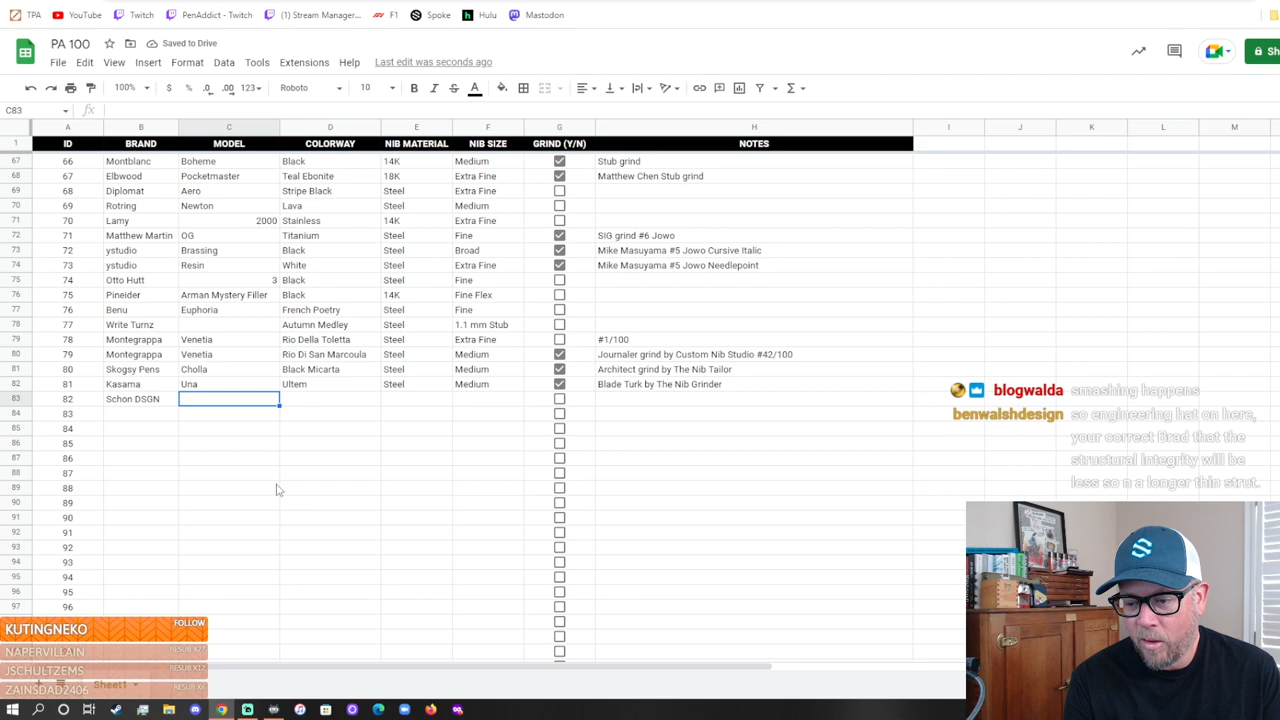 TPA YouTube Twitch PenAddict - Twitch (1) Stream Manager... F1 Spoke Hulu Mastodon
PA 100 Saved to Drive
File Edit View Insert Format Data Tools Extensions Help Last edit was seconds ago Sh
100% $ % .0 .00 123 Roboto 10 B I S A
C83 fx
A B C D E F G H I J K L M
1 ID BRAND MODEL COLORWAY NIB MATERIAL NIB SIZE GRIND (Y/N) NOTES
67 66 Montblanc Boheme Black 14K Medium Stub grind
68 67 Elbwood Pocketmaster Teal Ebonite 18K Extra Fine Matthew Chen Stub grind
69 68 Diplomat Aero Stripe Black Steel Extra Fine
70 69 Rotring Newton Lava Steel Medium
71 70 Lamy 2000 Stainless 14K Extra Fine
72 71 Matthew Martin OG Titanium Steel Fine SIG grind #6 Jowo
73 72 ystudio Brassing Black Steel Broad Mike Masuyama #5 Jowo Cursive Italic
74 73 ystudio Resin White Steel Extra Fine Mike Masuyama #5 Jowo Needlepoint
75 74 Otto Hutt 3 Black Steel Fine
76 75 Pineider Arman Mystery Filler Black 14K Fine Flex
77 76 Benu Euphoria French Poetry Steel Fine
78 77 Write Turnz Autumn Medley Steel 1.1 mm Stub
79 78 Montegrappa Venetia Rio Della Toletta Steel Extra Fine #1/100
80 79 Montegrappa Venetia Rio Di San Marcoula Steel Medium Journaler grind by Custom Nib Studio #42/100
81 80 Skogsy Pens Cholla Black Micarta Steel Medium Architect grind by The Nib Tailor
82 81 Kasama Una Ultem Steel Medium Blade Turk by The Nib Grinder
83 82 Schon DSGN
84 83
85 84
86 85
87 86
88 87
89 88
90 89
91 90
92 91
93 92
94 93
95 94
96 95
97 96
blogwalda smashing happens
benwalshdesign so engineering hat on here,
your correct Brad that the
structural integrity will be
less so n a longer thin strut.
KUTINGNEKO FOLLOW
NAPERVILLAIN RESUB X27
JSCHULTZEMS RESUB X12
ZAINSDAD2406 RESUB X6
Sheet1